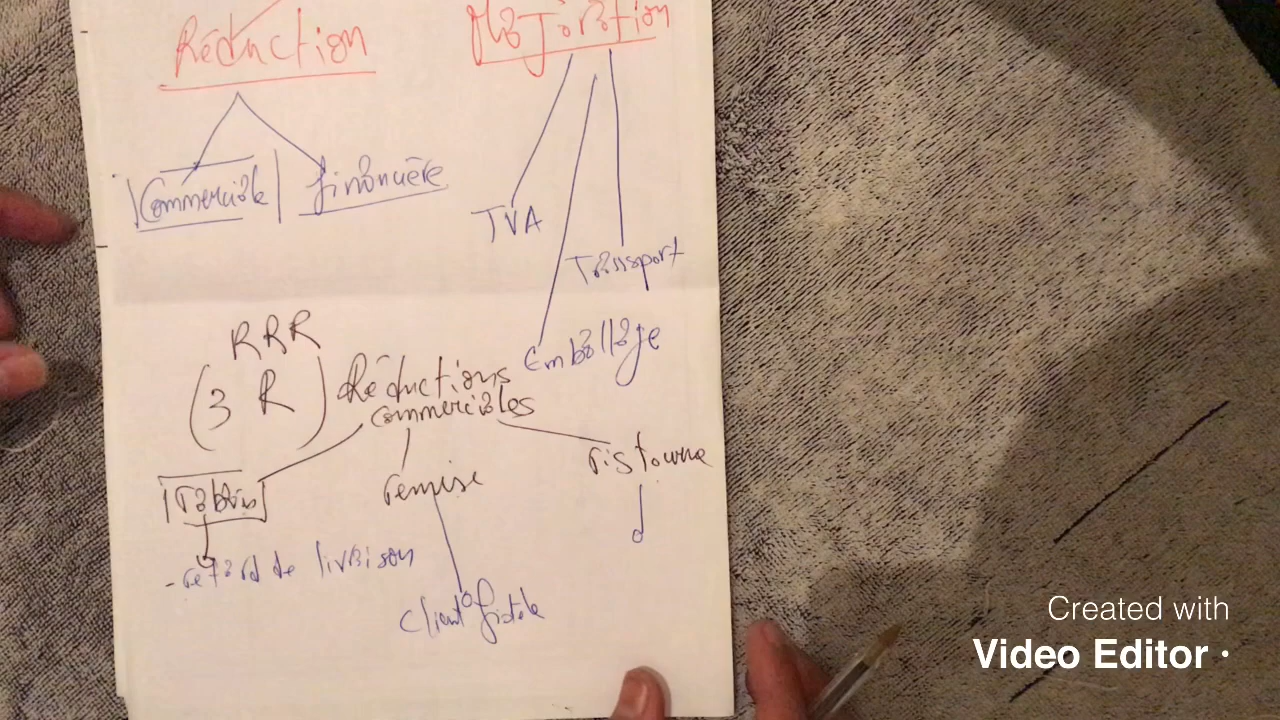 Réduction
Majoration
Commerciale
financière
TVA
Transport
Emballage
RRR
(3 R)
Réductions
commerciales
rabais
remise
ristourne
- retard de livraison
client fidèle
Created with
Video Editor